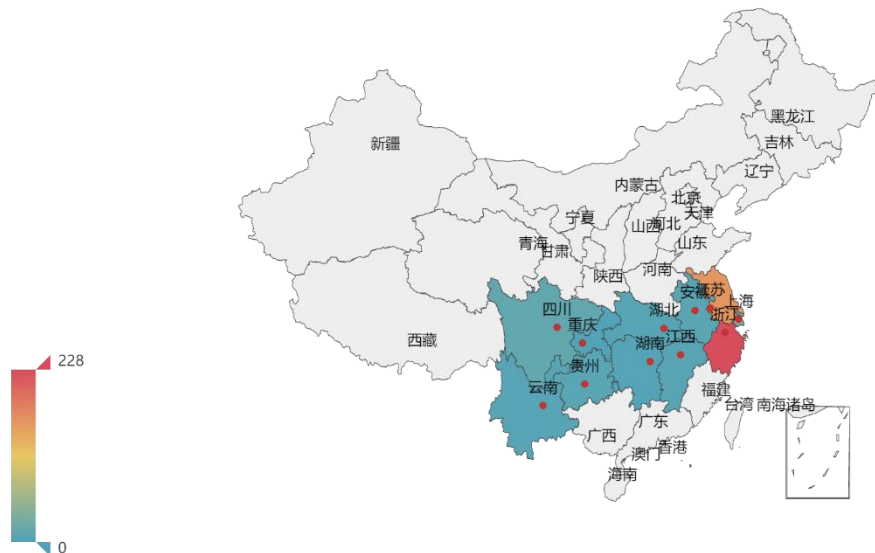 黑龙江
吉林
新疆
辽宁
内蒙古
北京
天津
宁夏
山西
河北
山东
青海
甘肃
河南
陕西
安徽
江苏
上海
四川
湖北
浙江
重庆
江西
湖南
西藏
228
贵州
云南
福建
台湾
南海诸岛
广东
广西
香港
澳门
海南
0